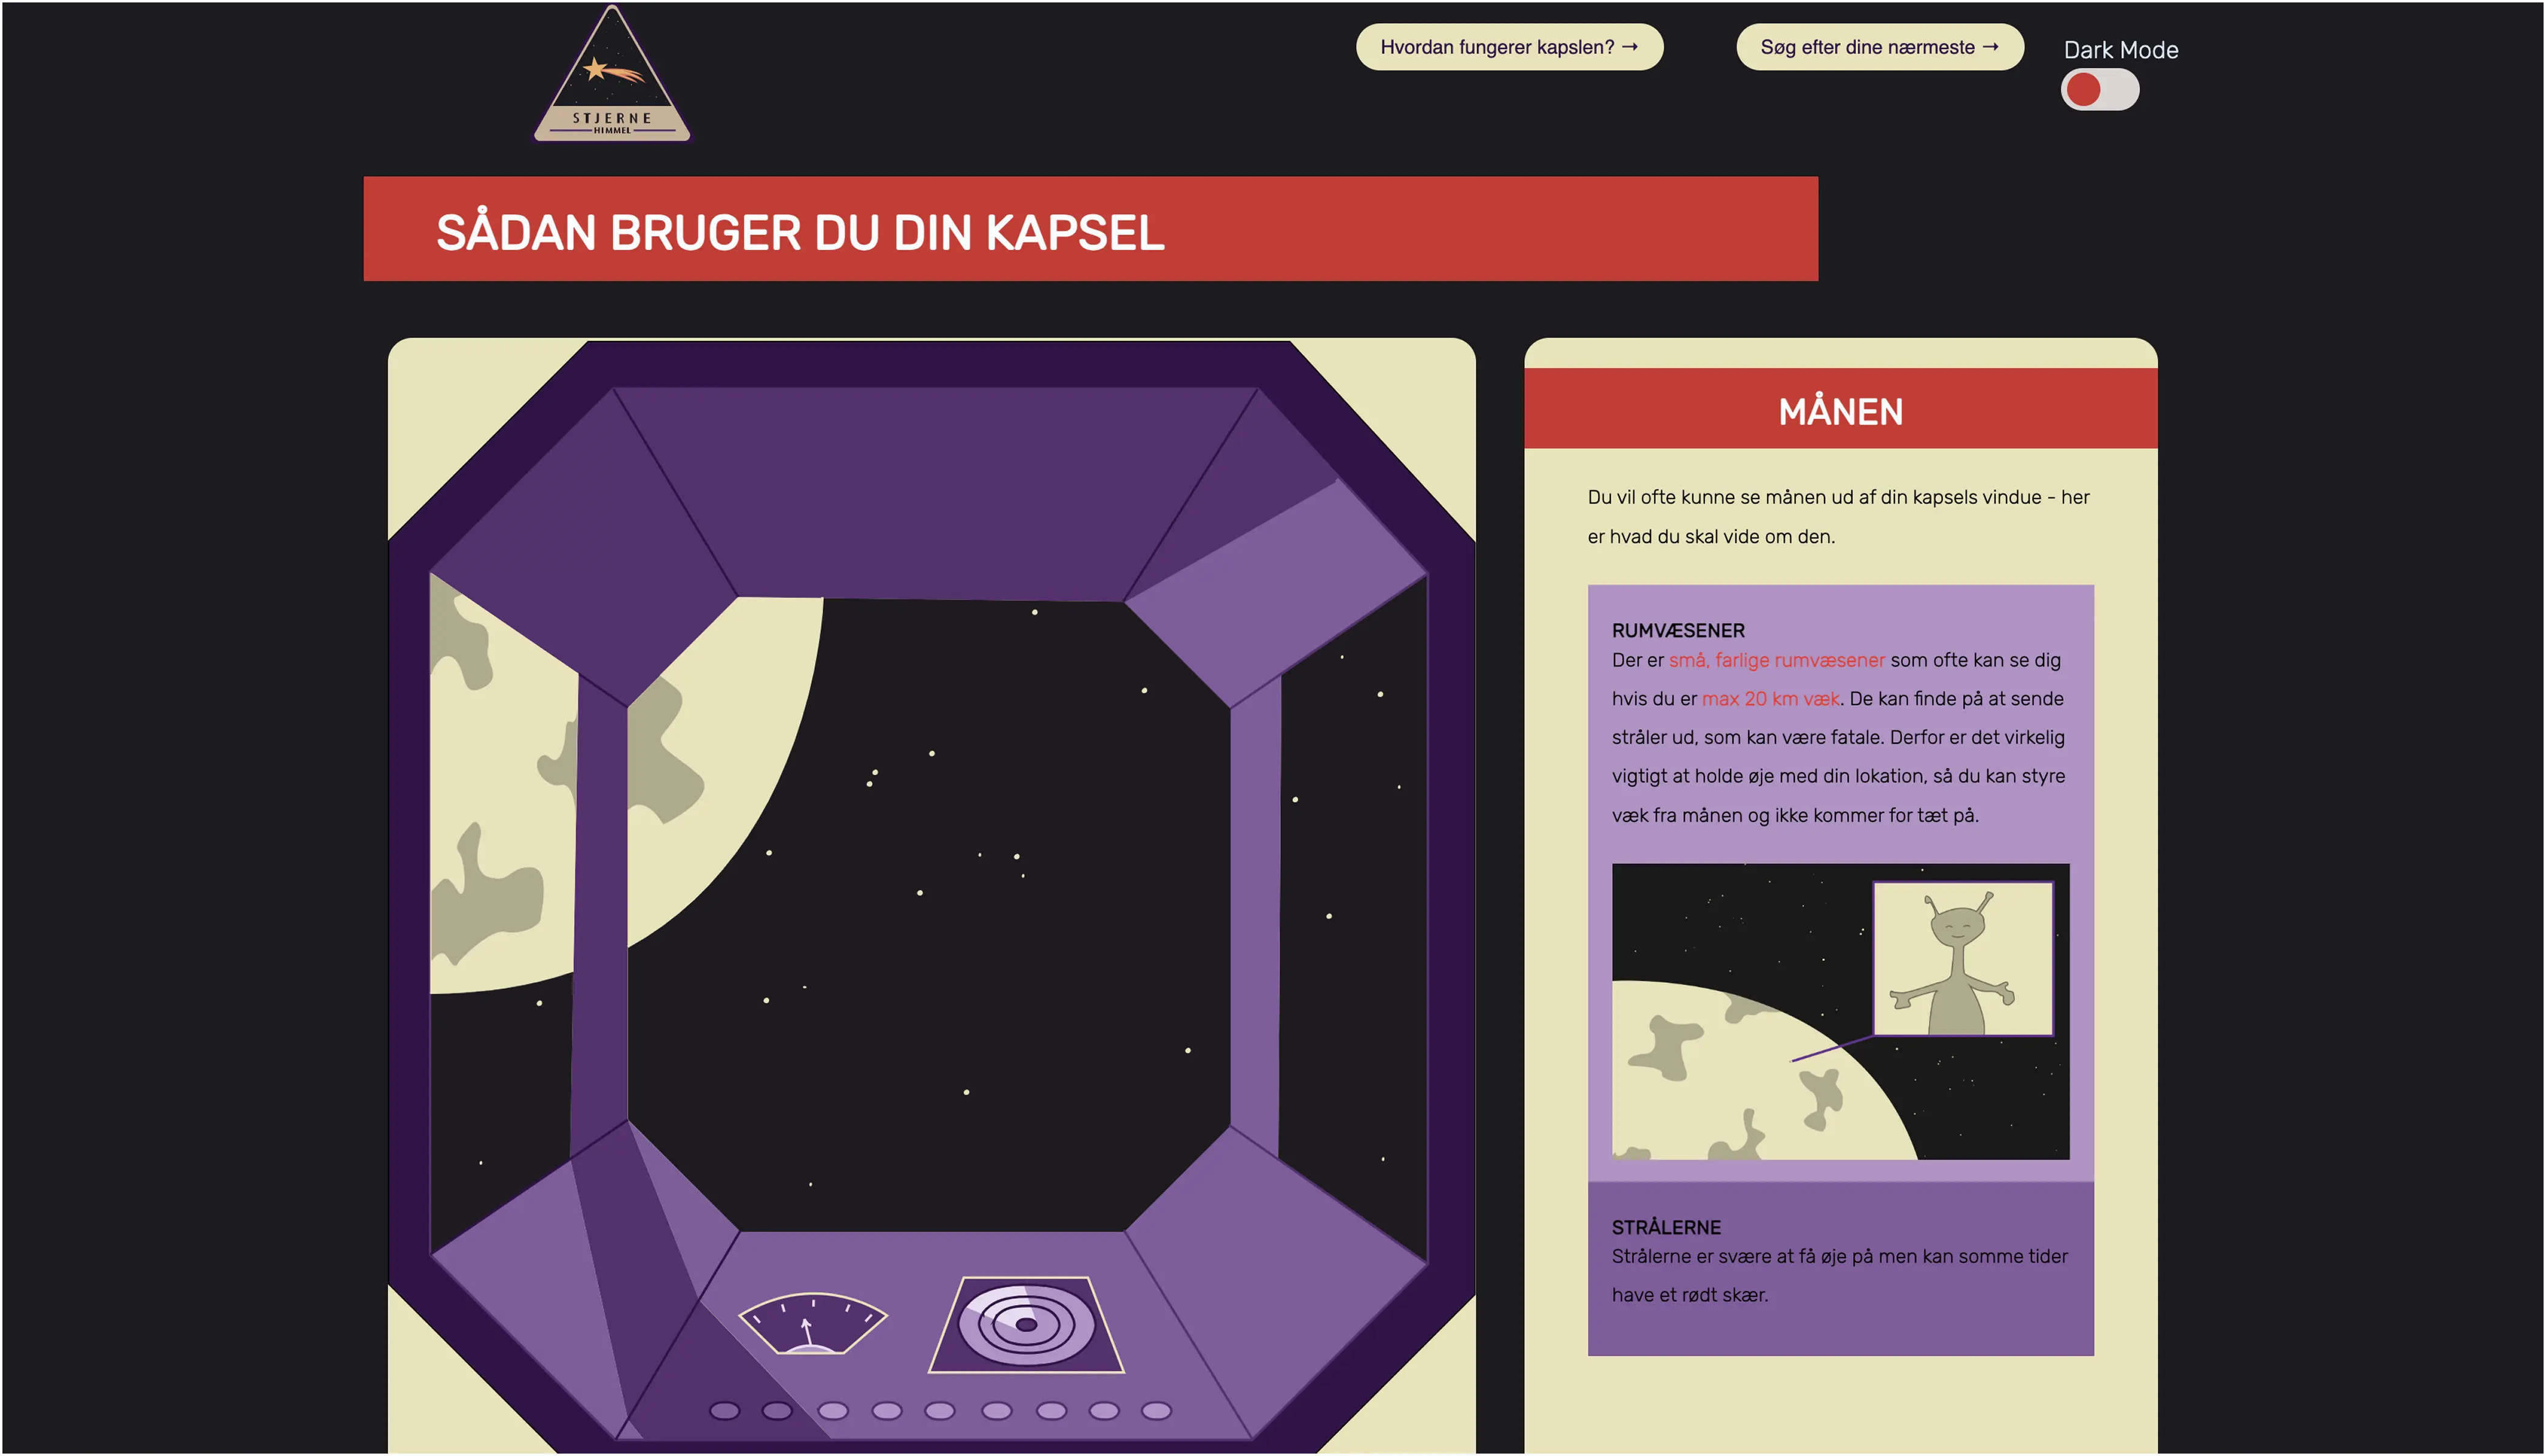 STJERNE
HIMMEL
Hvordan fungerer kapslen? →
Søg efter dine nærmeste →
Dark Mode
SÅDAN BRUGER DU DIN KAPSEL
MÅNEN
Du vil ofte kunne se månen ud af din kapsels vindue - her
er hvad du skal vide om den.
RUMVÆSENER
Der er små, farlige rumvæsener som ofte kan se dig
hvis du er max 20 km væk. De kan finde på at sende
stråler ud, som kan være fatale. Derfor er det virkelig
vigtigt at holde øje med din lokation, så du kan styre
væk fra månen og ikke kommer for tæt på.
STRÅLERNE
Strålerne er svære at få øje på men kan somme tider
have et rødt skær.